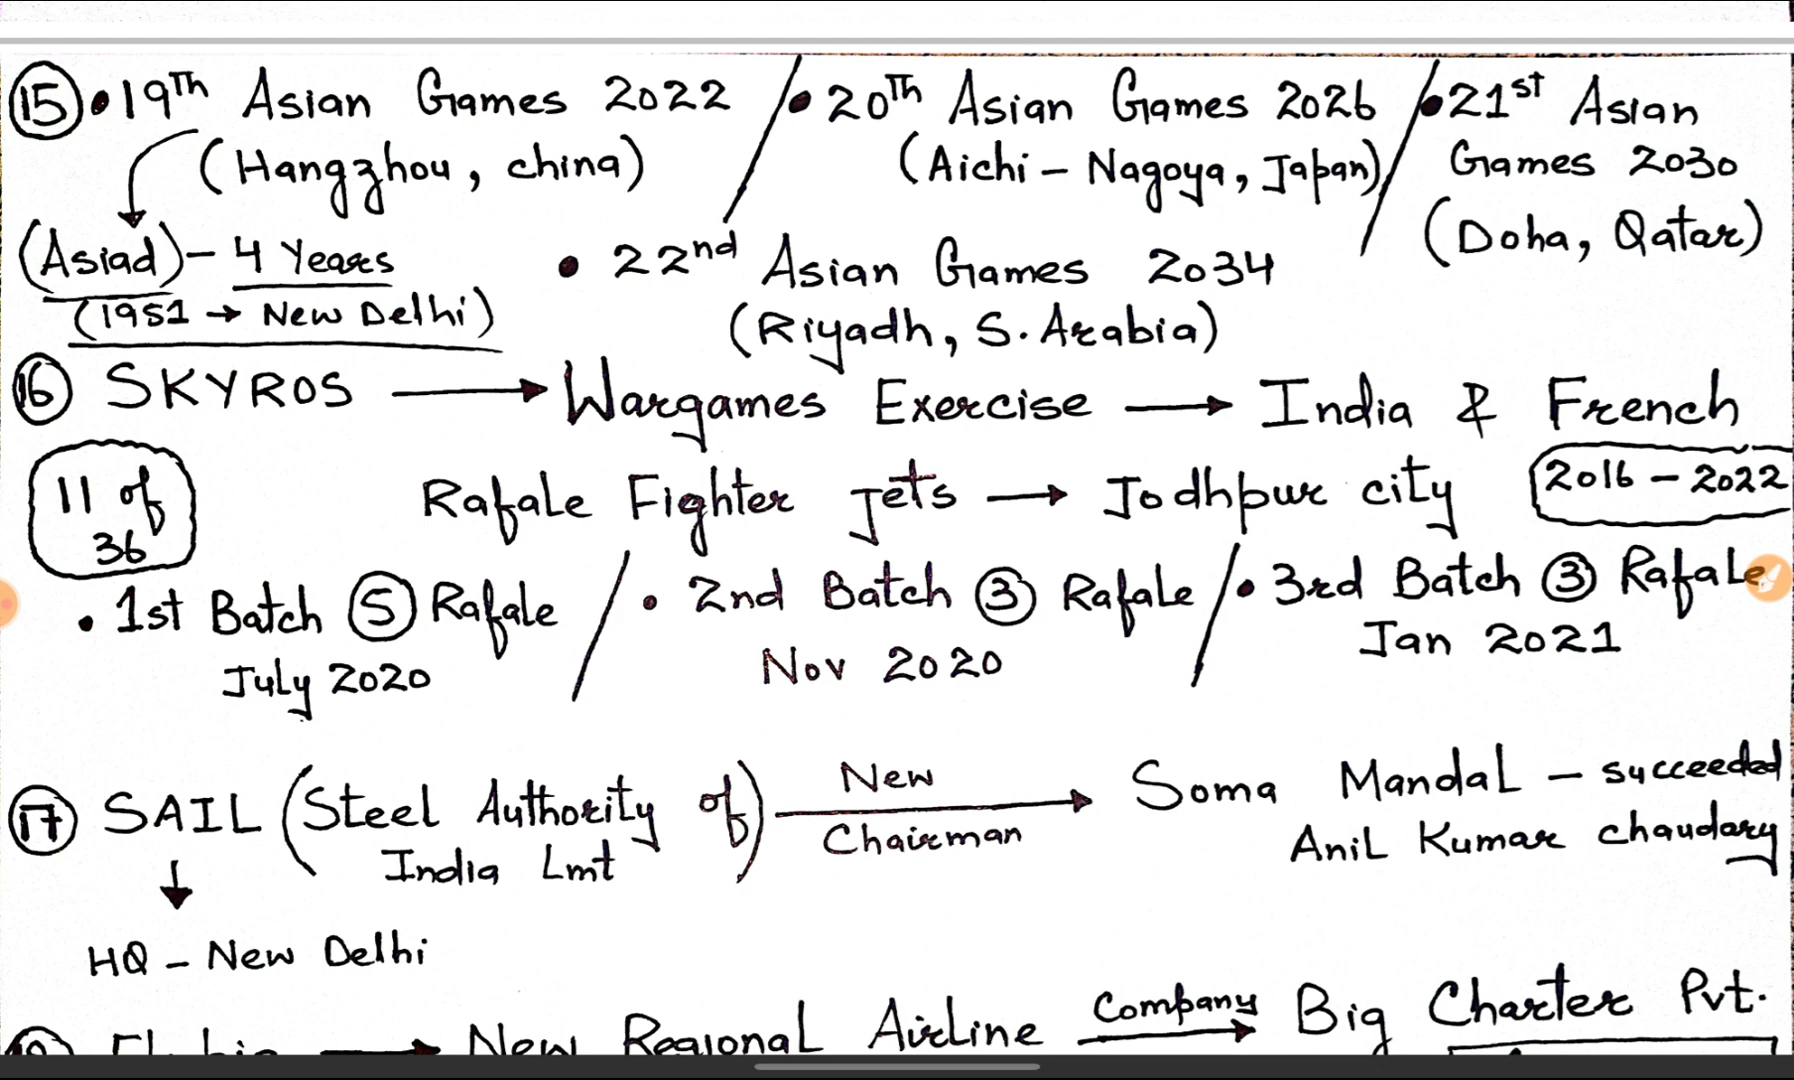 15 • 19Th Asian Games 2022 / • 20Th Asian Games 2026 / • 21st Asian
(Hangzhou, china) (Aichi - Nagoya, Japan) Games 2030
(Asiad) - 4 Years • 22nd Asian Games 2034 (Doha, Qatar)
(1951 → New Delhi) (Riyadh, S. Arabia)
16 SKYROS → Wargames Exercise → India & French
11 of Rafale Fighter Jets → Jodhpur city 2016 - 2022
36
• 1st Batch 5 Rafale / • 2nd Batch 3 Rafale / • 3rd Batch 3 Rafale
July 2020 Nov 2020 Jan 2021
17 SAIL (Steel Authority of) New Soma Mandal - succeeded
India Lmt Chairman → Anil Kumar chaudary
↓
HQ - New Delhi
→ New Regional Airline Company → Big Charter Pvt.